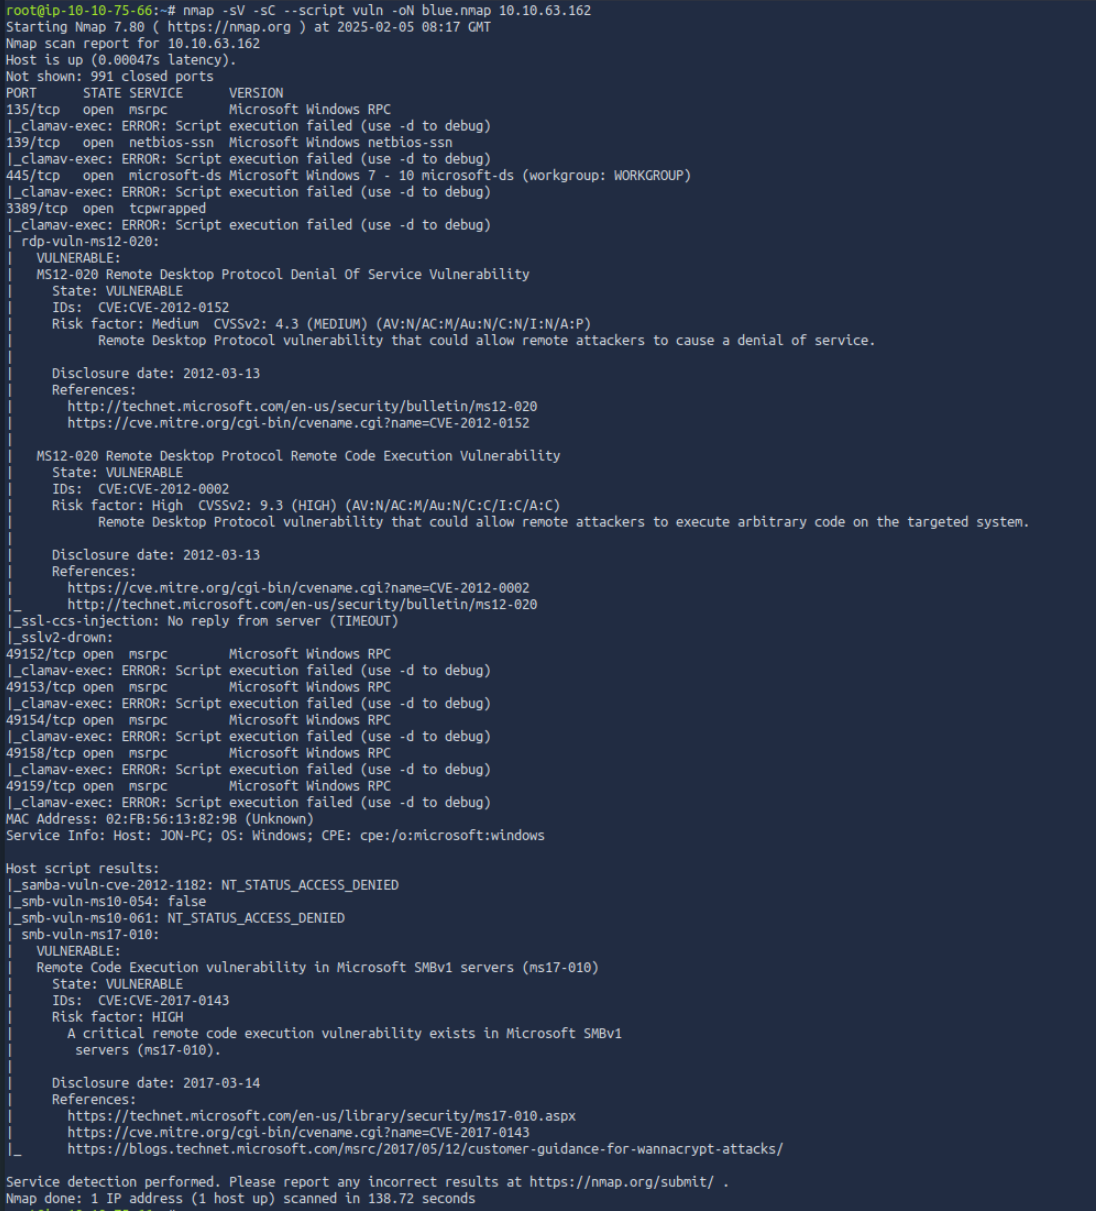 root@ip-10-10-75-66:~# nmap -sV -sC --script vuln -oN blue.nmap 10.10.63.162
Starting Nmap 7.80 ( https://nmap.org ) at 2025-02-05 08:17 GMT
Nmap scan report for 10.10.63.162
Host is up (0.00047s latency).
Not shown: 991 closed ports
PORT      STATE SERVICE      VERSION
135/tcp   open  msrpc        Microsoft Windows RPC
|_clamav-exec: ERROR: Script execution failed (use -d to debug)
139/tcp   open  netbios-ssn  Microsoft Windows netbios-ssn
|_clamav-exec: ERROR: Script execution failed (use -d to debug)
445/tcp   open  microsoft-ds Microsoft Windows 7 - 10 microsoft-ds (workgroup: WORKGROUP)
|_clamav-exec: ERROR: Script execution failed (use -d to debug)
3389/tcp  open  tcpwrapped
|_clamav-exec: ERROR: Script execution failed (use -d to debug)
| rdp-vuln-ms12-020:
|   VULNERABLE:
|   MS12-020 Remote Desktop Protocol Denial Of Service Vulnerability
|     State: VULNERABLE
|     IDs:  CVE:CVE-2012-0152
|     Risk factor: Medium  CVSSv2: 4.3 (MEDIUM) (AV:N/AC:M/Au:N/C:N/I:N/A:P)
|           Remote Desktop Protocol vulnerability that could allow remote attackers to cause a denial of service.
|
|     Disclosure date: 2012-03-13
|     References:
|       http://technet.microsoft.com/en-us/security/bulletin/ms12-020
|       https://cve.mitre.org/cgi-bin/cvename.cgi?name=CVE-2012-0152
|
|   MS12-020 Remote Desktop Protocol Remote Code Execution Vulnerability
|     State: VULNERABLE
|     IDs:  CVE:CVE-2012-0002
|     Risk factor: High  CVSSv2: 9.3 (HIGH) (AV:N/AC:M/Au:N/C:C/I:C/A:C)
|           Remote Desktop Protocol vulnerability that could allow remote attackers to execute arbitrary code on the targeted system.
|
|     Disclosure date: 2012-03-13
|     References:
|       https://cve.mitre.org/cgi-bin/cvename.cgi?name=CVE-2012-0002
|_      http://technet.microsoft.com/en-us/security/bulletin/ms12-020
|_ssl-ccs-injection: No reply from server (TIMEOUT)
|_sslv2-drown:
49152/tcp open  msrpc        Microsoft Windows RPC
|_clamav-exec: ERROR: Script execution failed (use -d to debug)
49153/tcp open  msrpc        Microsoft Windows RPC
|_clamav-exec: ERROR: Script execution failed (use -d to debug)
49154/tcp open  msrpc        Microsoft Windows RPC
|_clamav-exec: ERROR: Script execution failed (use -d to debug)
49158/tcp open  msrpc        Microsoft Windows RPC
|_clamav-exec: ERROR: Script execution failed (use -d to debug)
49159/tcp open  msrpc        Microsoft Windows RPC
|_clamav-exec: ERROR: Script execution failed (use -d to debug)
MAC Address: 02:FB:56:13:82:9B (Unknown)
Service Info: Host: JON-PC; OS: Windows; CPE: cpe:/o:microsoft:windows

Host script results:
|_samba-vuln-cve-2012-1182: NT_STATUS_ACCESS_DENIED
|_smb-vuln-ms10-054: false
|_smb-vuln-ms10-061: NT_STATUS_ACCESS_DENIED
| smb-vuln-ms17-010:
|   VULNERABLE:
|   Remote Code Execution vulnerability in Microsoft SMBv1 servers (ms17-010)
|     State: VULNERABLE
|     IDs:  CVE:CVE-2017-0143
|     Risk factor: HIGH
|       A critical remote code execution vulnerability exists in Microsoft SMBv1
|        servers (ms17-010).
|
|     Disclosure date: 2017-03-14
|     References:
|       https://technet.microsoft.com/en-us/library/security/ms17-010.aspx
|       https://cve.mitre.org/cgi-bin/cvename.cgi?name=CVE-2017-0143
|_      https://blogs.technet.microsoft.com/msrc/2017/05/12/customer-guidance-for-wannacrypt-attacks/

Service detection performed. Please report any incorrect results at https://nmap.org/submit/ .
Nmap done: 1 IP address (1 host up) scanned in 138.72 seconds